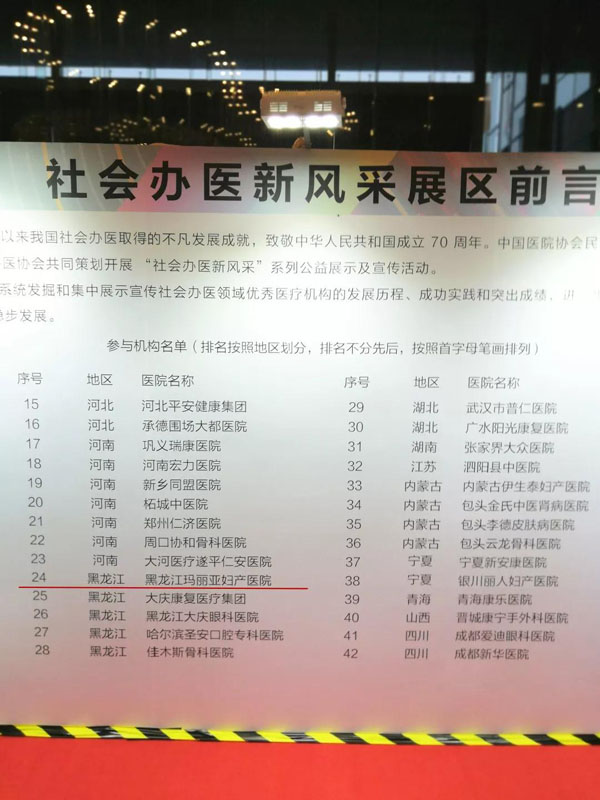 社会办医新风采展区前言
以来我国社会办医取得的不凡发展成就，致敬中华人民共和国成立 70 周年。中国医院协会民
医协会共同策划开展 “社会办医新风采”系列公益展示及宣传活动。
系统发掘和集中展示宣传社会办医领域优秀医疗机构的发展历程、成功实践和突出成绩，进
步发展。
参与机构名单（排名按照地区划分，排名不分先后，按照首字母笔画排列）
序号 地区 医院名称
15 河北 河北平安健康集团
16 河北 承德围场大都医院
17 河南 巩义瑞康医院
18 河南 河南宏力医院
19 河南 新乡同盟医院
20 河南 柘城中医院
21 河南 郑州仁济医院
22 河南 周口协和骨科医院
23 河南 大河医疗遂平仁安医院
24 黑龙江 黑龙江玛丽亚妇产医院
25 黑龙江 大庆康复医疗集团
26 黑龙江 黑龙江大庆眼科医院
27 黑龙江 哈尔滨圣安口腔专科医院
28 黑龙江 佳木斯骨科医院
序号 地区 医院名称
29 湖北 武汉市普仁医院
30 湖北 广水阳光康复医院
31 湖南 张家界大众医院
32 江苏 泗阳县中医院
33 内蒙古 内蒙古伊生泰妇产医院
34 内蒙古 包头金氏中医肾病医院
35 内蒙古 包头李德皮肤病医院
36 内蒙古 包头云龙骨科医院
37 宁夏 宁夏新安康医院
38 宁夏 银川丽人妇产医院
39 青海 青海康乐医院
40 山西 晋城康宁手外科医院
41 四川 成都爱迪眼科医院
42 四川 成都新华医院